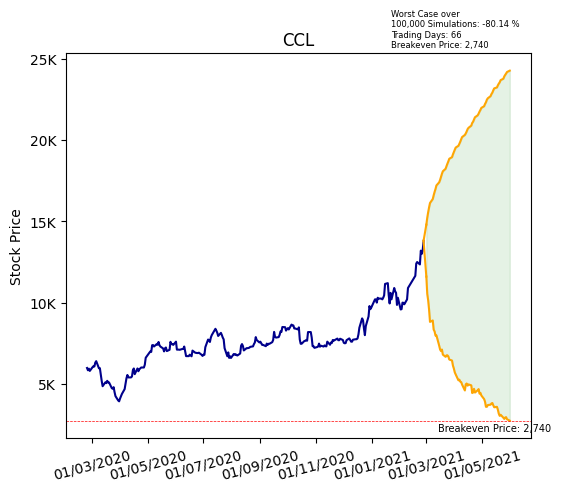 Worst Case over
100,000 Simulations: -80.14 %
Trading Days: 66
Breakeven Price: 2,740
CCL
Stock Price
25K
20K
15K
10K
5K
Breakeven Price: 2,740
01/03/2020
01/05/2020
01/07/2020
01/09/2020
01/11/2020
01/01/2021
01/03/2021
01/05/2021